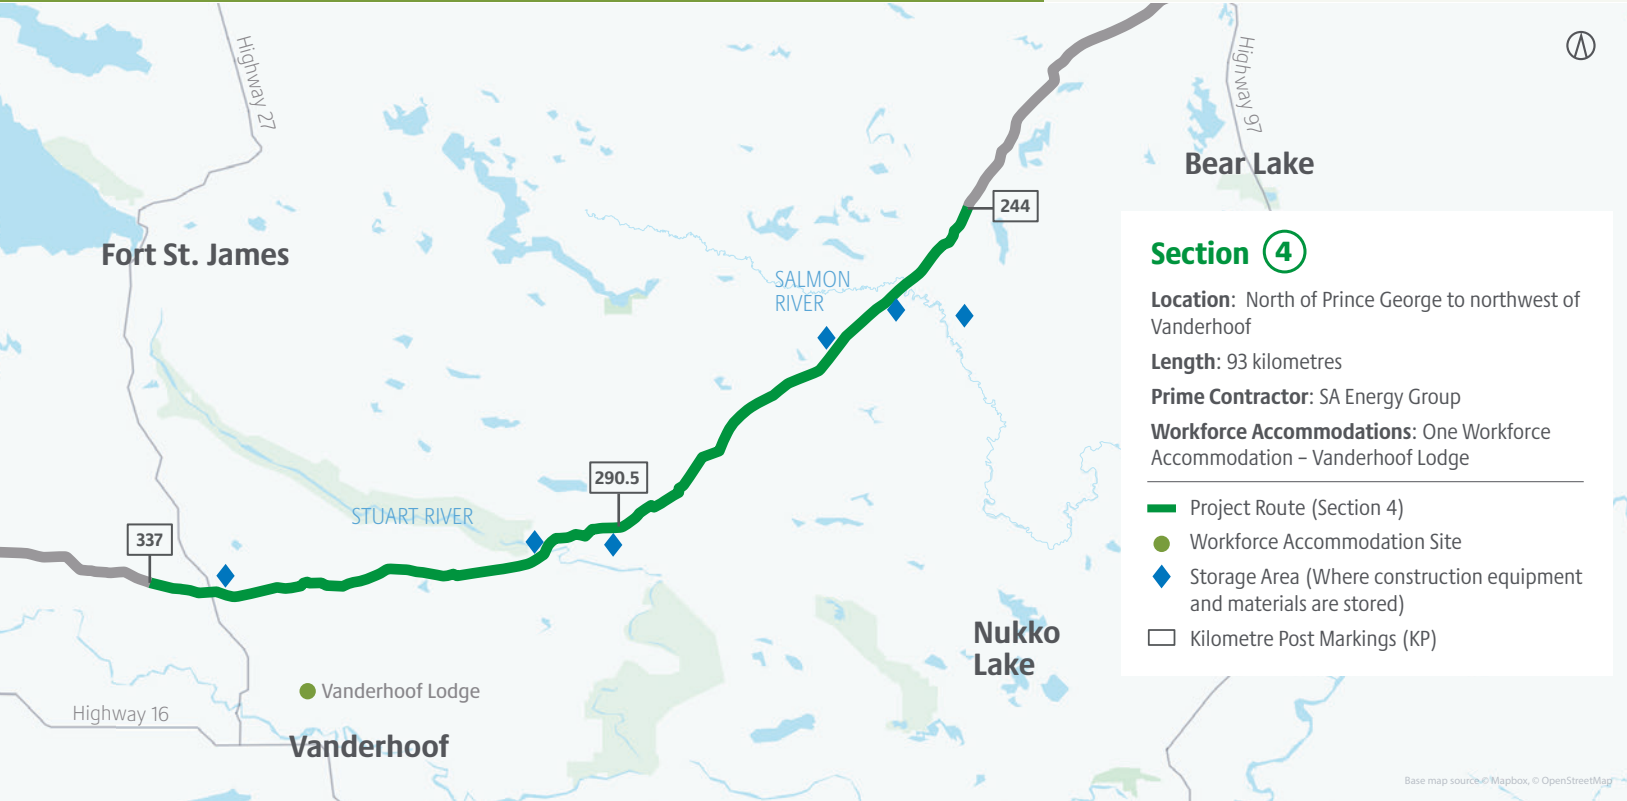 Highway 27
Highway 97
Bear Lake
244
Fort St. James
SALMON
RIVER
290.5
STUART RIVER
337
Nukko
Lake
Vanderhoof Lodge
Highway 16
Vanderhoof
Section 4
Location: North of Prince George to northwest of
Vanderhoof
Length: 93 kilometres
Prime Contractor: SA Energy Group
Workforce Accommodations: One Workforce
Accommodation – Vanderhoof Lodge
Project Route (Section 4)
Workforce Accommodation Site
Storage Area (Where construction equipment
and materials are stored)
Kilometre Post Markings (KP)
Base map source © Mapbox, © OpenStreetMap